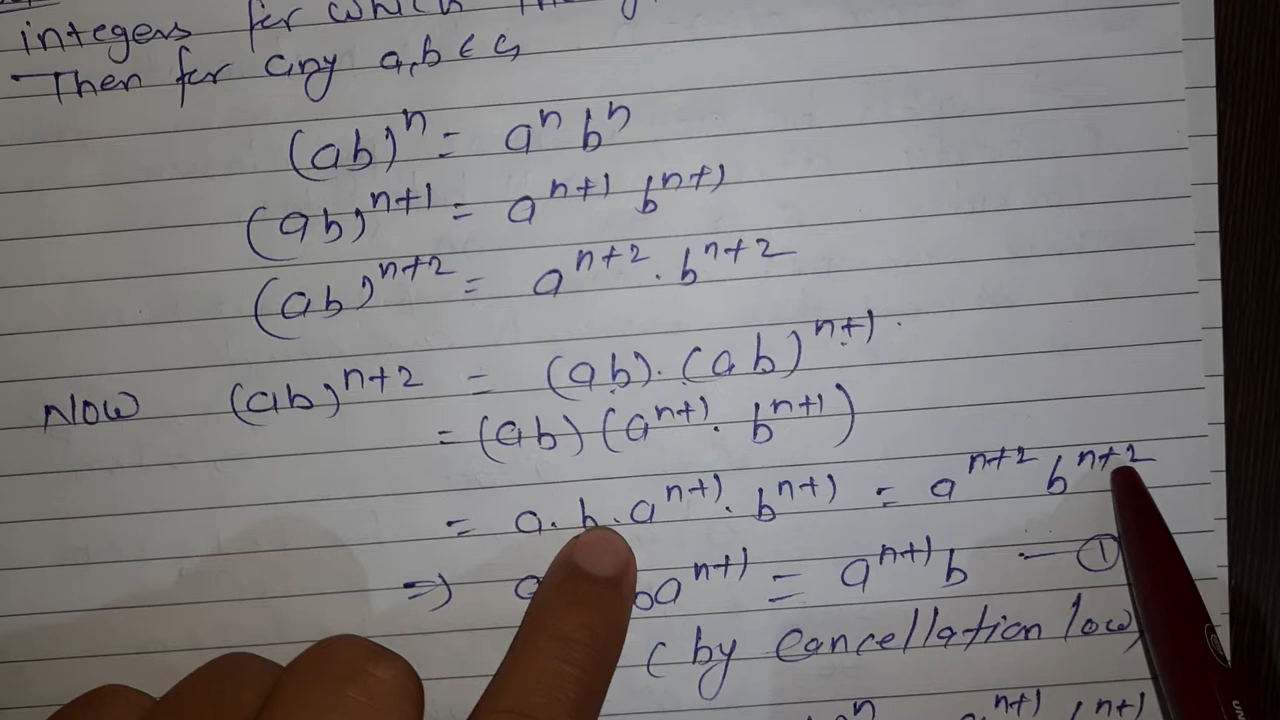 integers for which
Then for any a,b ∈ G
(ab)^n = a^n b^n
(ab)^{n+1} = a^{n+1} b^{n+1}
(ab)^{n+2} = a^{n+2} . b^{n+2}
Now (ab)^{n+2} = (ab).(ab)^{n+1}.
= (ab)(a^{n+1}. b^{n+1})
= a.b.a^{n+1}. b^{n+1} = a^{n+2} b^{n+2}
⇒ ba^{n+1} = a^{n+1} b — ①
(by cancellation law)